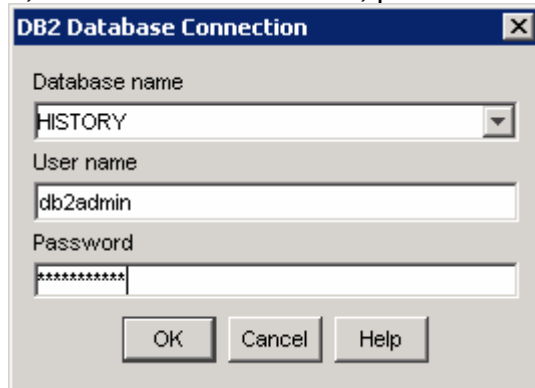 DB2 Database Connection
Database name
HISTORY
User name
db2admin
Password
***********
OK Cancel Help